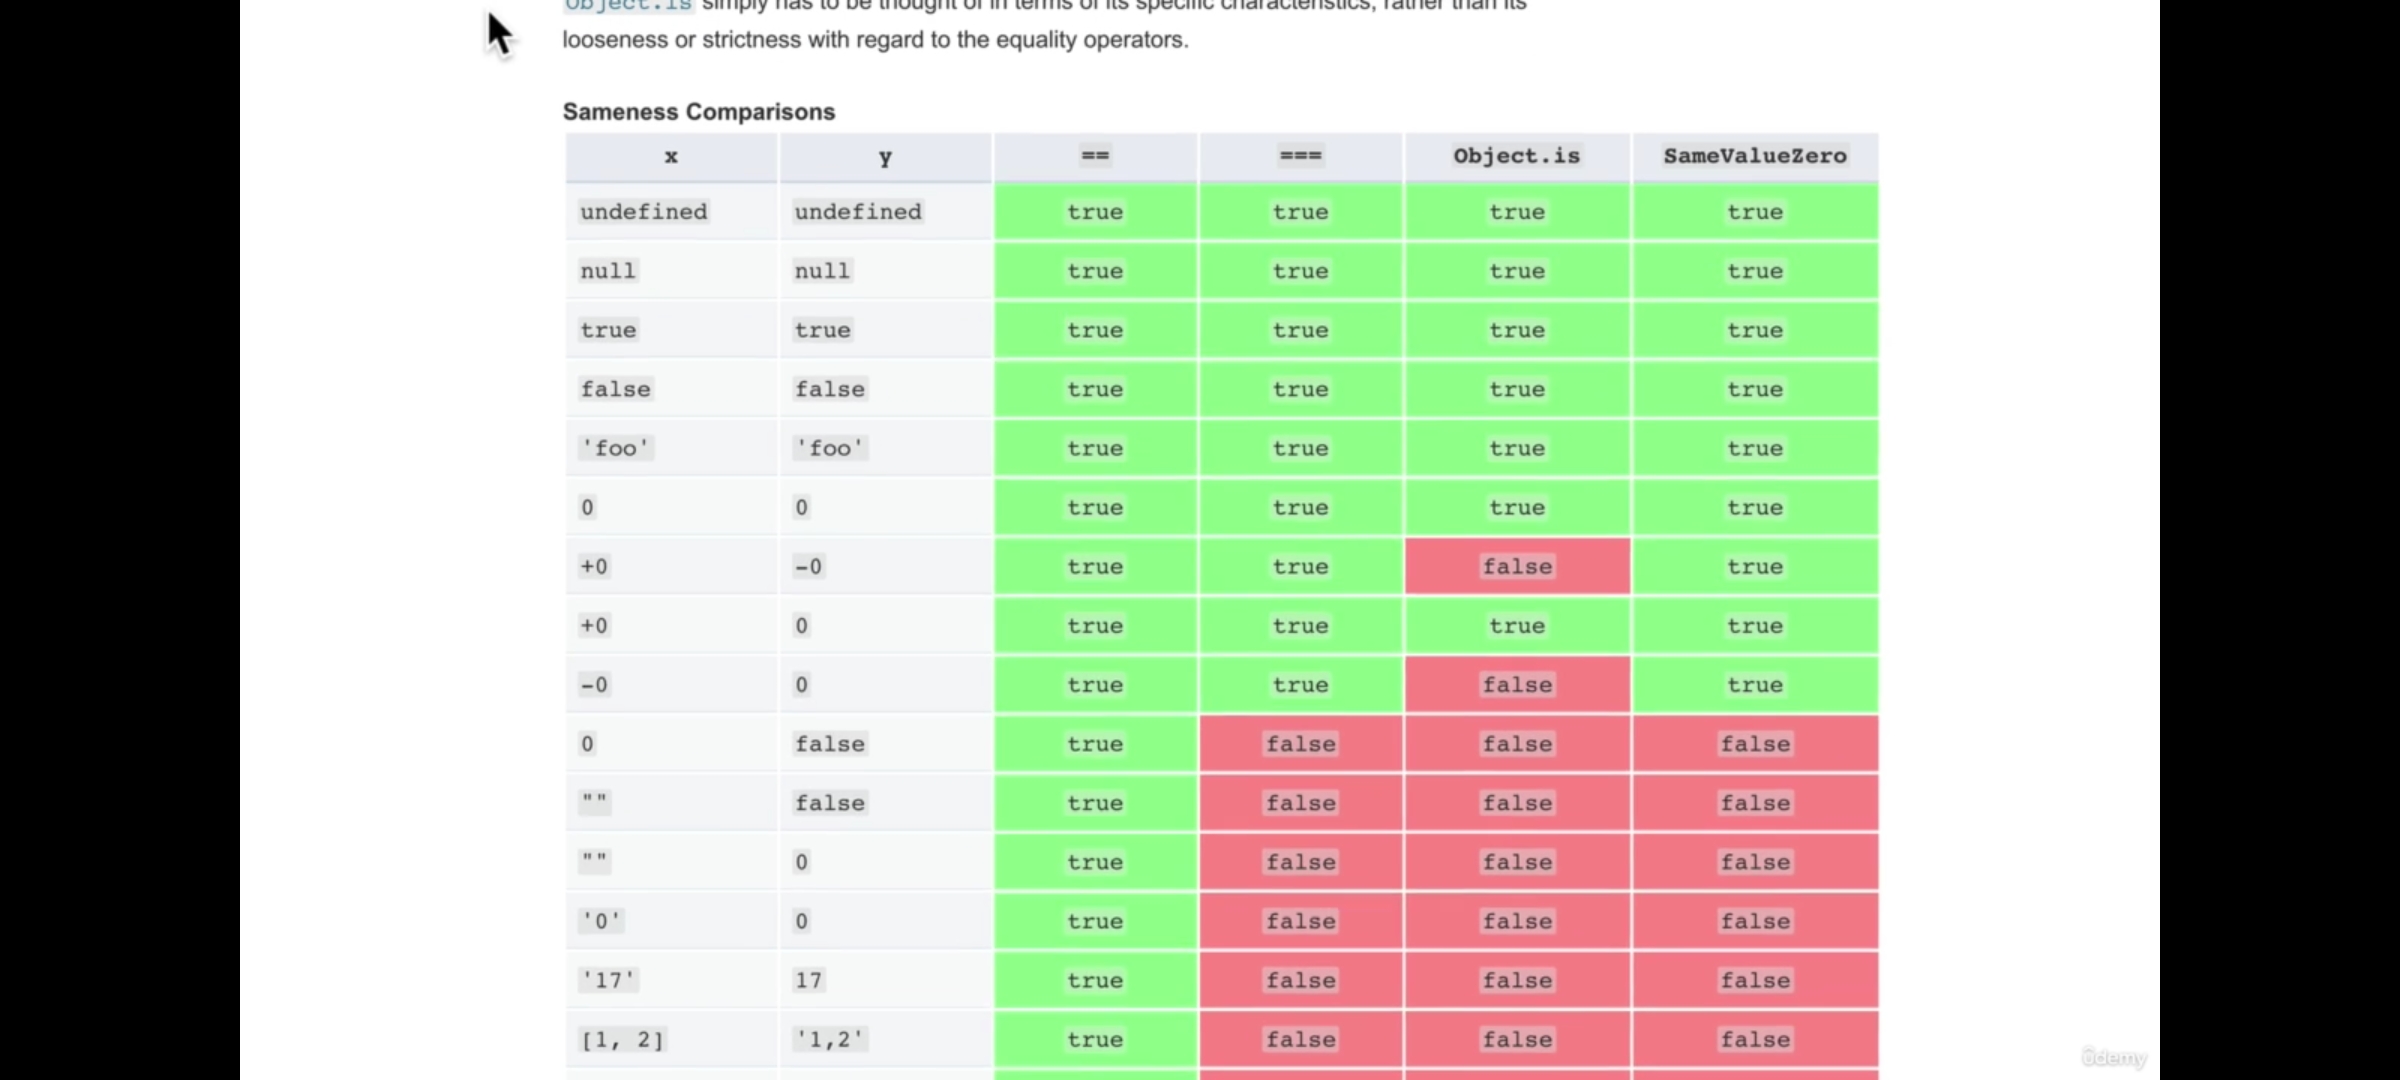 Object.is simply has to be thought of in terms of its specific characteristics, rather than its
looseness or strictness with regard to the equality operators.
Sameness Comparisons
x y == === Object.is SameValueZero
undefined undefined true true true true
null null true true true true
true true true true true true
false false true true true true
'foo' 'foo' true true true true
0 0 true true true true
+0 -0 true true false true
+0 0 true true true true
-0 0 true true false true
0 false true false false false
"" false true false false false
"" 0 true false false false
'0' 0 true false false false
'17' 17 true false false false
[1, 2] '1,2' true false false false
ûdemy